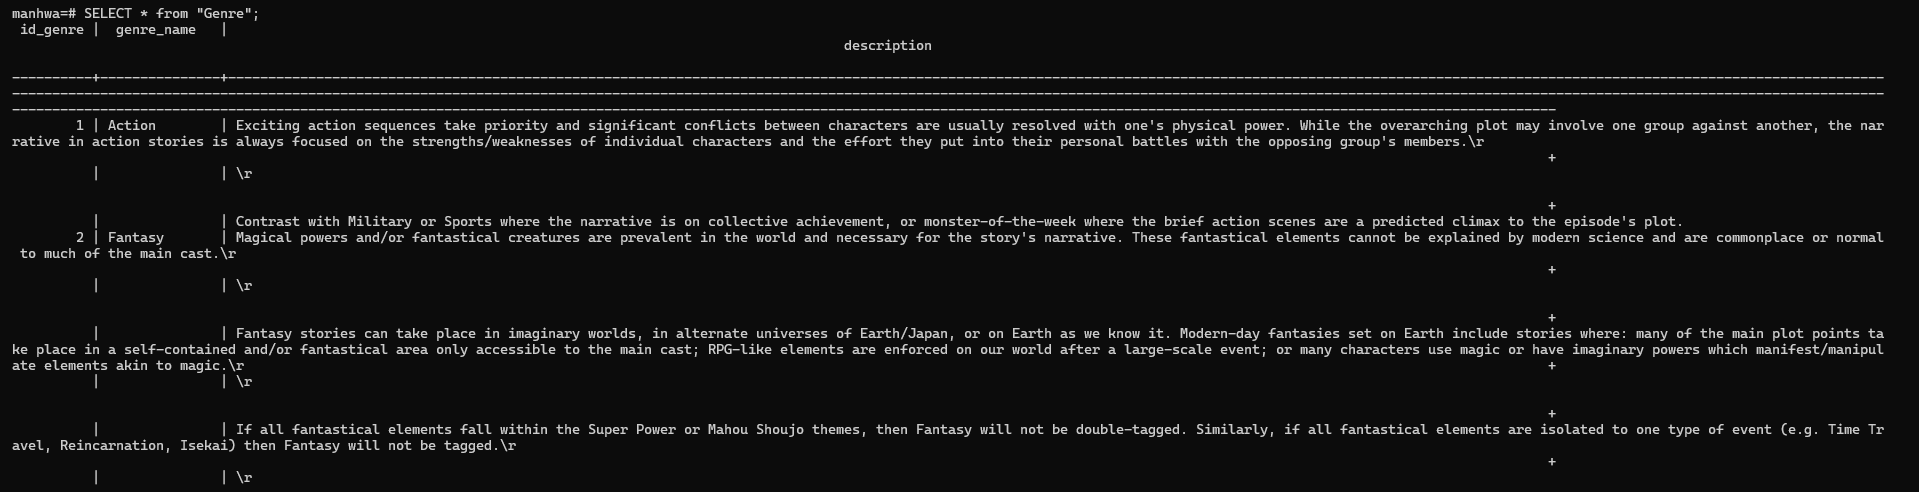 manhwa=# SELECT * from "Genre";
 id_genre |  genre_name   |
description
----------+---------------+---------------------------------------------------------------------------------------------------------------------------------------------------------------------------------------------------------------
-------------------------------------------------------------------------------------------------------------------------------------------------------------------------------------------------------------------------------------------
-------------------------------------------------------------------------------------------------------------------------------------------------------------------------------------------------
        1 | Action        | Exciting action sequences take priority and significant conflicts between characters are usually resolved with one's physical power. While the overarching plot may involve one group against another, the nar
rative in action stories is always focused on the strengths/weaknesses of individual characters and the effort they put into their personal battles with the opposing group's members.\r
+
          |               | \r
+
          |               | Contrast with Military or Sports where the narrative is on collective achievement, or monster-of-the-week where the brief action scenes are a predicted climax to the episode's plot.
        2 | Fantasy       | Magical powers and/or fantastical creatures are prevalent in the world and necessary for the story's narrative. These fantastical elements cannot be explained by modern science and are commonplace or normal
 to much of the main cast.\r
+
          |               | \r
+
          |               | Fantasy stories can take place in imaginary worlds, in alternate universes of Earth/Japan, or on Earth as we know it. Modern-day fantasies set on Earth include stories where: many of the main plot points ta
ke place in a self-contained and/or fantastical area only accessible to the main cast; RPG-like elements are enforced on our world after a large-scale event; or many characters use magic or have imaginary powers which manifest/manipul
ate elements akin to magic.\r +
          |               | \r
+
          |               | If all fantastical elements fall within the Super Power or Mahou Shoujo themes, then Fantasy will not be double-tagged. Similarly, if all fantastical elements are isolated to one type of event (e.g. Time Tr
avel, Reincarnation, Isekai) then Fantasy will not be tagged.\r
+
          |               | \r